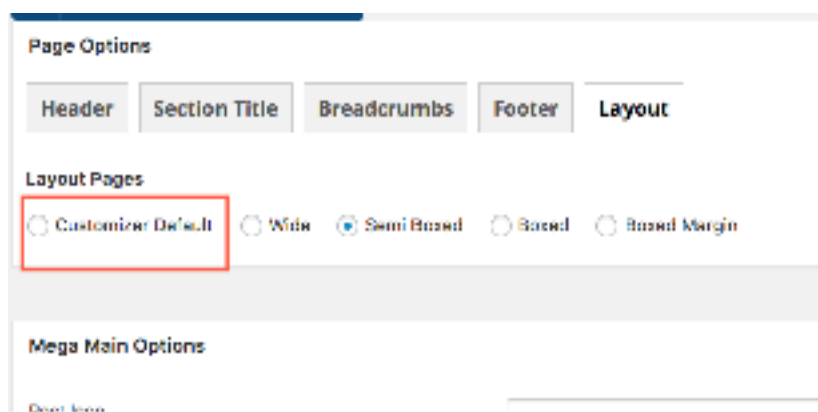 Page Options
Header Section Title Breadcrumbs Footer Layout
Layout Pages
Customizer Default Wide Semi Boxed Boxed Boxed Margin
Mega Main Options